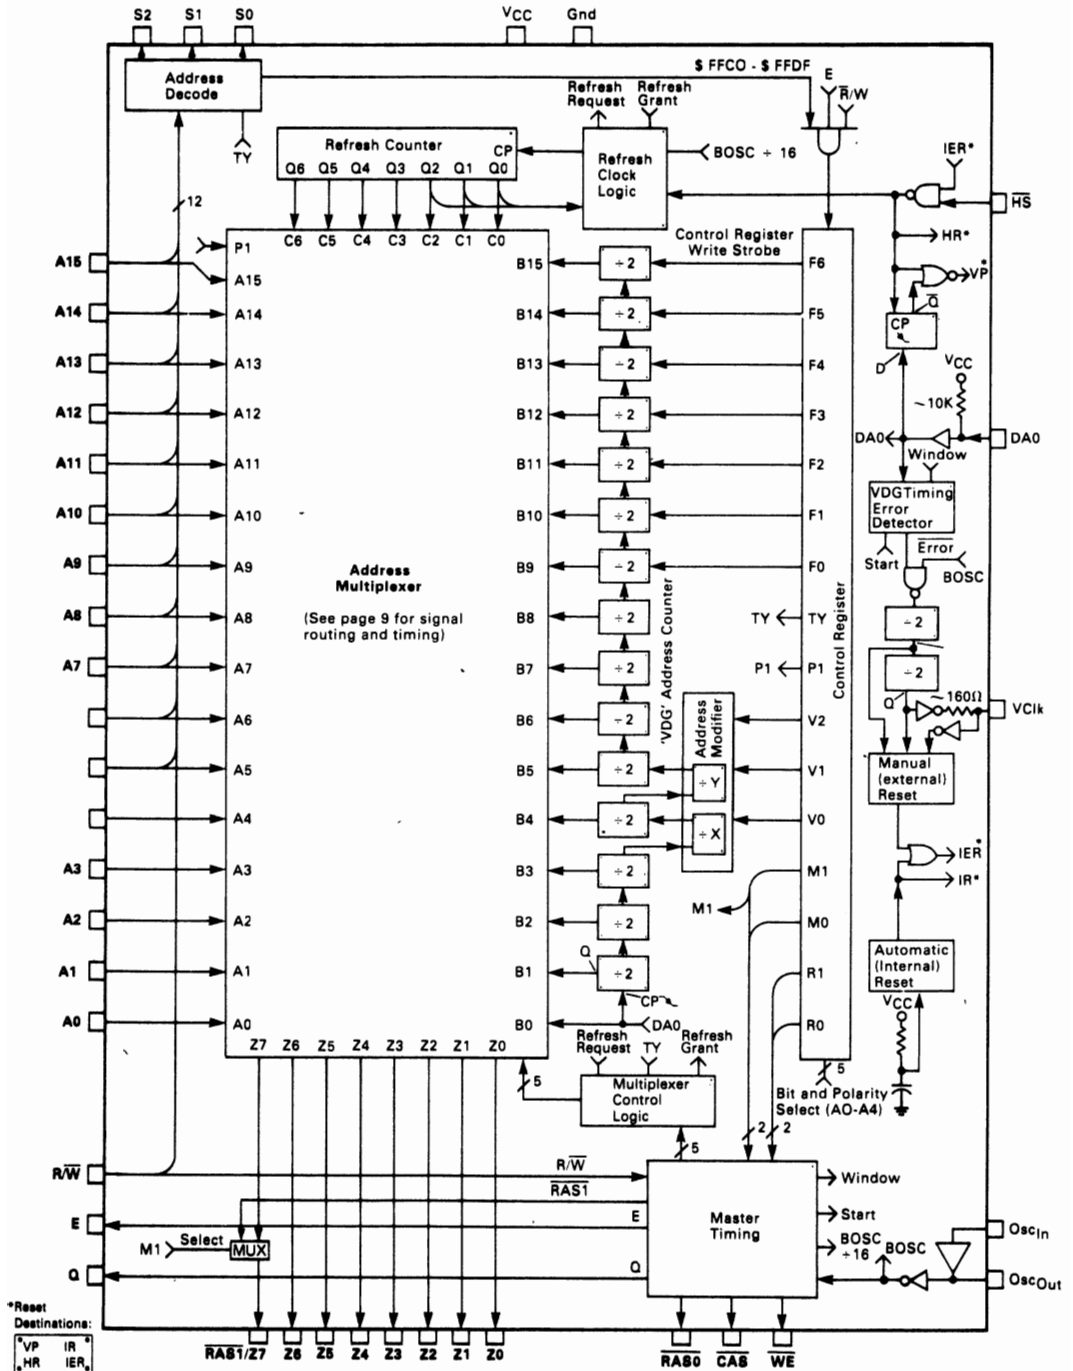 S2 S1 S0 VCC Gnd
Address
Decode
TY
$ FFCO - $ FFDF
E
R̅/W
Refresh
Request
Refresh
Grant
Refresh Counter
CP
Q6 Q5 Q4 Q3 Q2 Q1 Q0
Refresh
Clock
Logic
BOSC ÷ 16
IER*
H̅S̅
HR*
VP*
12
C6 C5 C4 C3 C2 C1 C0
Control Register
Write Strobe
P1
A15 A15 B15 ÷ 2 F6
A14 A14 B14 ÷ 2 F5
A13 A13 B13 ÷ 2 F4
A12 A12 B12 ÷ 2 F3
A11 A11 B11 ÷ 2 F2
A10 A10 B10 ÷ 2 F1
A9 A9 B9 ÷ 2 F0
A8 A8 B8 ÷ 2 TY TY
A7 A7 B7 ÷ 2 P1 P1
A6 B6 ÷ 2 V2
A5 B5 ÷ 2 ÷ Y V1
A4 B4 ÷ 2 ÷ X V0
A3 A3 B3 ÷ 2 M1
M1
A2 A2 B2 ÷ 2 M0
A1 A1 B1 Q ÷ 2 R1
CP
A0 A0 B0 DA0 R0
Address
Multiplexer
(See page 9 for signal
routing and timing)
'VDG' Address Counter
Address
Modifier
Control Register
Q̅
CP
D
VCC
~10K
DA0 DA0
Window
VDG Timing
Error
Detector
Start
E̅r̅r̅o̅r̅
BOSC
÷ 2
÷ 2
Q
~ 160Ω
VClk
Manual
(external)
Reset
IER*
IR*
Automatic
(Internal)
Reset
VCC
Z7 Z6 Z5 Z4 Z3 Z2 Z1 Z0
Refresh
Request
TY
Refresh
Grant
5
Multiplexer
Control
Logic
5
5
Bit and Polarity
Select (AO-A4)
2 2
R/W̅ R/W̅
R̅A̅S̅1̅
E E
M1 Select MUX
Q Q
Master
Timing
Window
Start
BOSC
÷16
BOSC
OscIn
OscOut
*Reset
Destinations:
*VP IR*
*HR IER*
R̅A̅S̅1̅/Z7 Z6 Z5 Z4 Z3 Z2 Z1 Z0 R̅A̅S̅0̅ C̅A̅S̅ W̅E̅